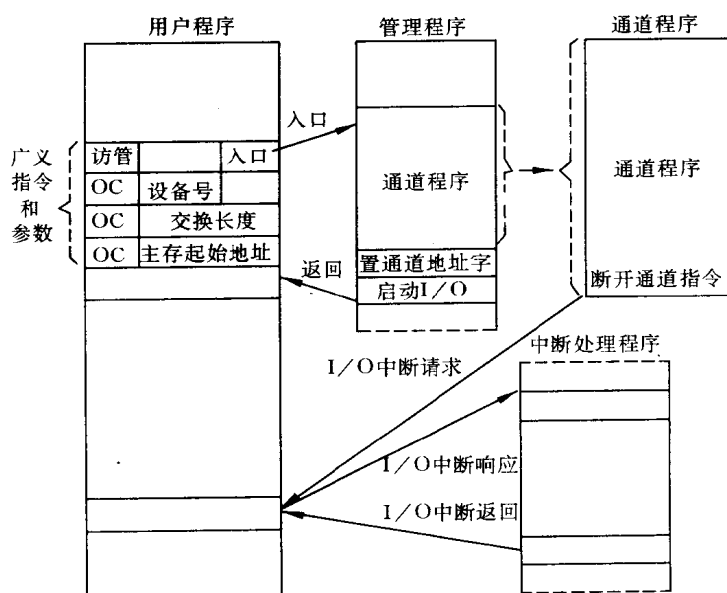 用户程序
管理程序
通道程序
入口
广义
指令
和
参数
访管
入口
OC
设备号
OC
交换长度
OC
主存起始地址
返回
通道程序
置通道地址字
启动I/O
通道程序
断开通道指令
I/O中断请求
中断处理程序
I/O中断响应
I/O中断返回